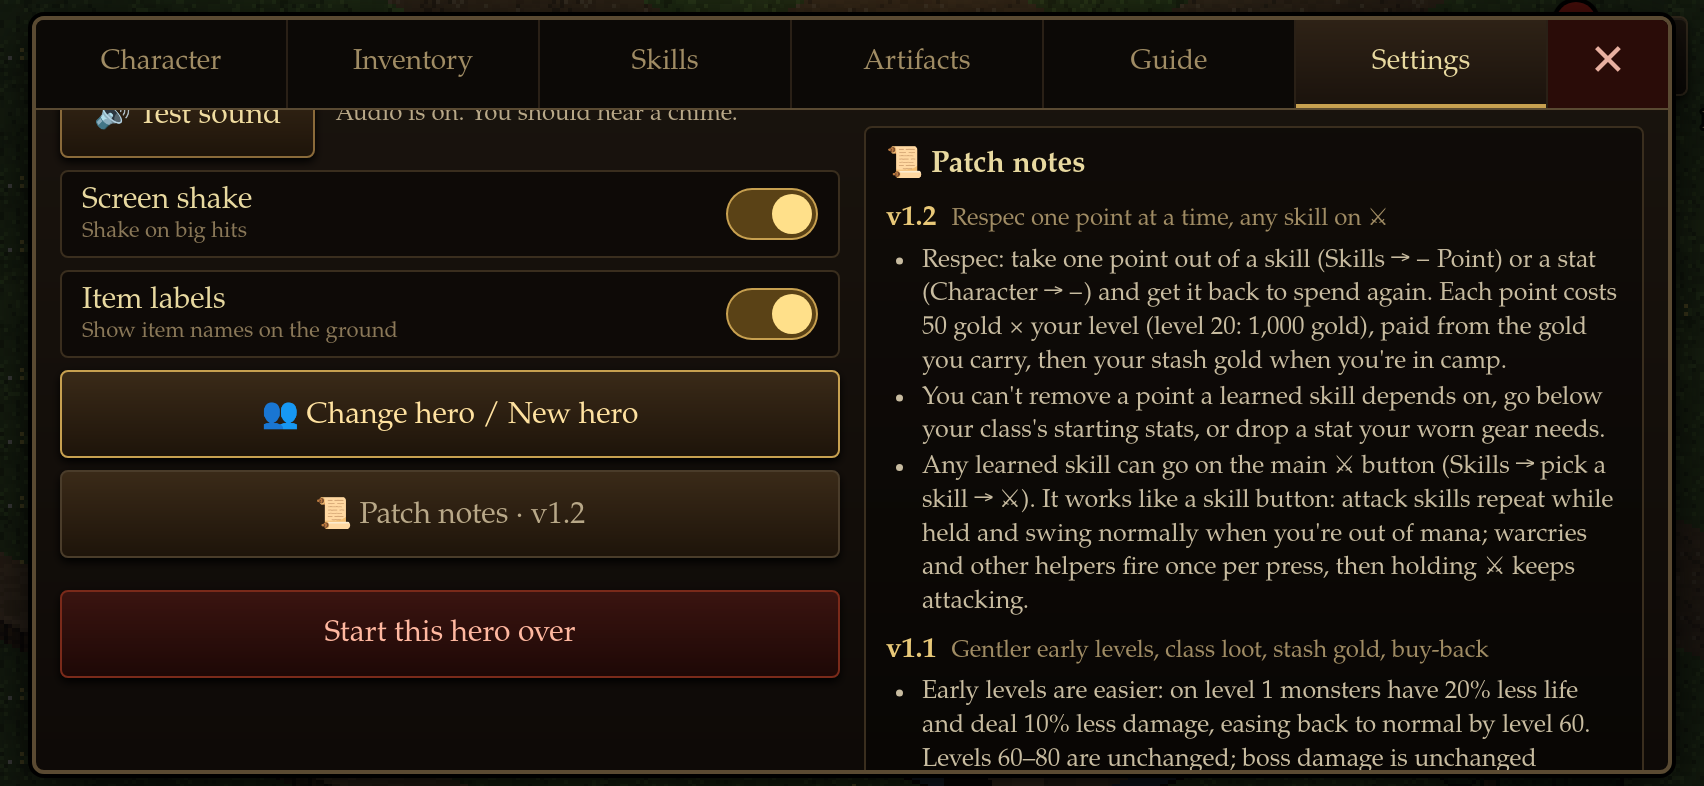 Character
Inventory
Skills
Artifacts
Guide
Settings
✕
🔊 Test sound
Audio is on. You should hear a chime.
Screen shake
Shake on big hits
Item labels
Show item names on the ground
👥 Change hero / New hero
📜 Patch notes · v1.2
Start this hero over
📜 Patch notes
v1.2 Respec one point at a time, any skill on ⚔
• Respec: take one point out of a skill (Skills → – Point) or a stat
(Character → –) and get it back to spend again. Each point costs
50 gold × your level (level 20: 1,000 gold), paid from the gold
you carry, then your stash gold when you're in camp.
• You can't remove a point a learned skill depends on, go below
your class's starting stats, or drop a stat your worn gear needs.
• Any learned skill can go on the main ⚔ button (Skills → pick a
skill → ⚔). It works like a skill button: attack skills repeat while
held and swing normally when you're out of mana; warcries
and other helpers fire once per press, then holding ⚔ keeps
attacking.
v1.1 Gentler early levels, class loot, stash gold, buy-back
• Early levels are easier: on level 1 monsters have 20% less life
and deal 10% less damage, easing back to normal by level 60.
Levels 60–80 are unchanged; boss damage is unchanged